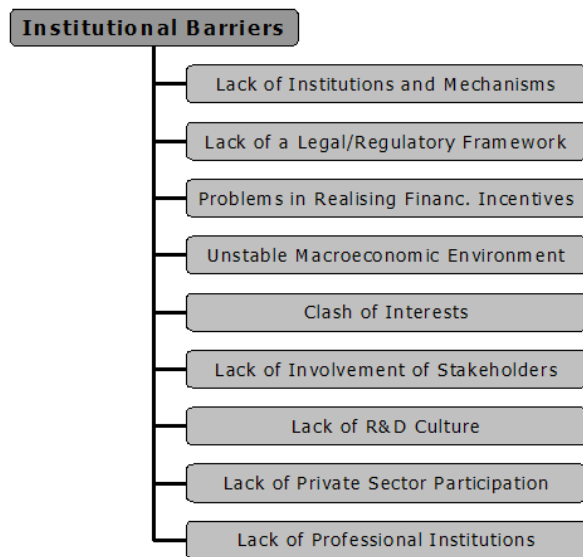 Institutional Barriers
Lack of Institutions and Mechanisms
Lack of a Legal/Regulatory Framework
Problems in Realising Financ. Incentives
Unstable Macroeconomic Environment
Clash of Interests
Lack of Involvement of Stakeholders
Lack of R&D Culture
Lack of Private Sector Participation
Lack of Professional Institutions